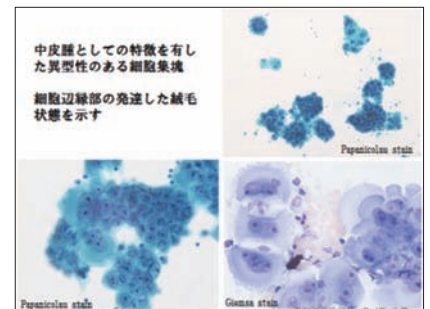 中皮腫としての特徴を有し
た異型性のある細胞集塊
細胞辺縁部の発達した絨毛
状態を示す
Papanicolau stain
Papanicolau stain
Giemsa stain